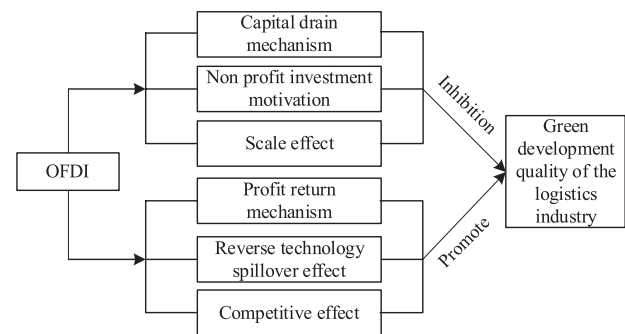 Capital drain
mechanism
Non profit investment
motivation
Scale effect
OFDI
Profit return
mechanism
Reverse technology
spillover effect
Competitive effect
Inhibition
Promote
Green
development
quality of the
logistics
industry